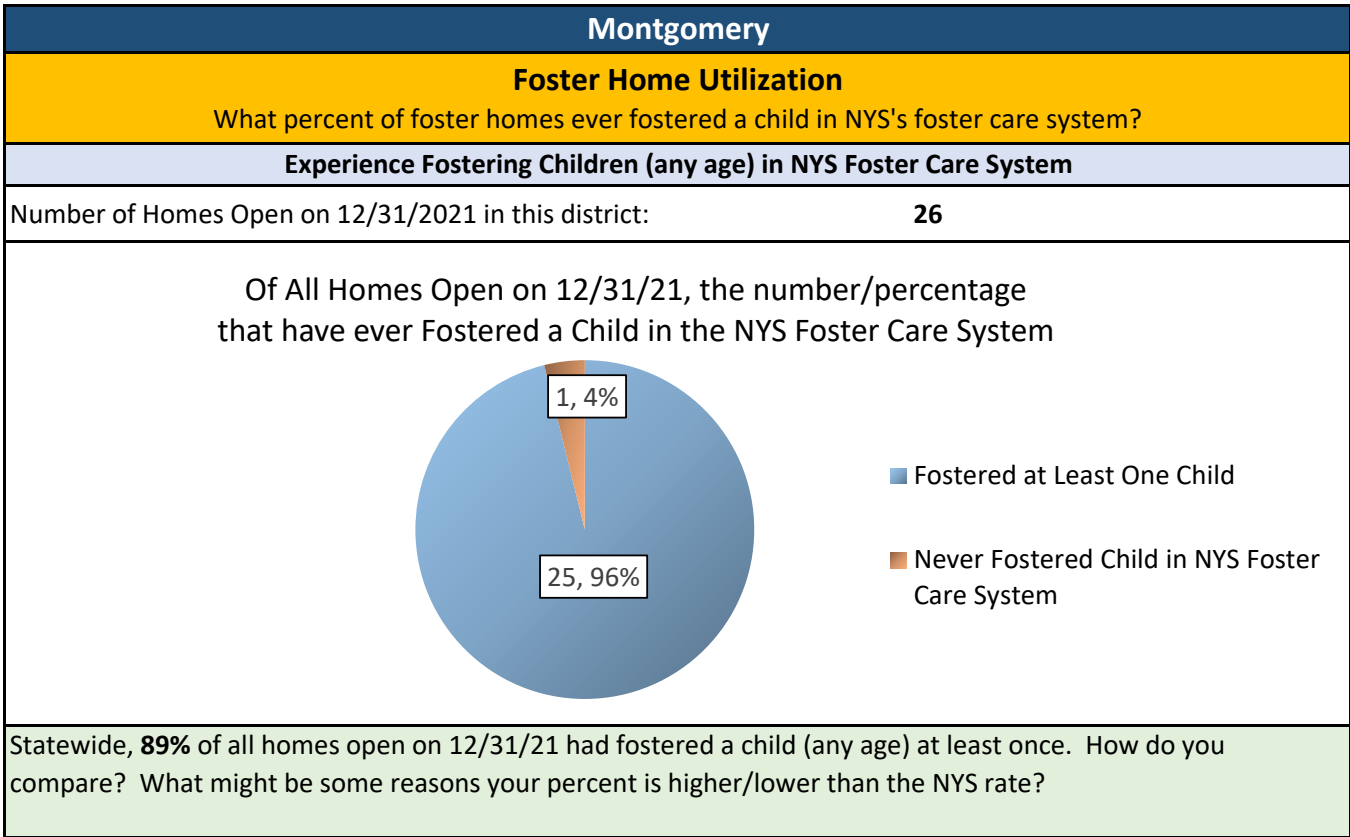 Montgomery
Foster Home Utilization
What percent of foster homes ever fostered a child in NYS's foster care system?
Experience Fostering Children (any age) in NYS Foster Care System
Number of Homes Open on 12/31/2021 in this district: 26
Of All Homes Open on 12/31/21, the number/percentage
that have ever Fostered a Child in the NYS Foster Care System
1, 4%
25, 96%
Fostered at Least One Child
Never Fostered Child in NYS Foster
Care System
Statewide, 89% of all homes open on 12/31/21 had fostered a child (any age) at least once.  How do you
compare?  What might be some reasons your percent is higher/lower than the NYS rate?